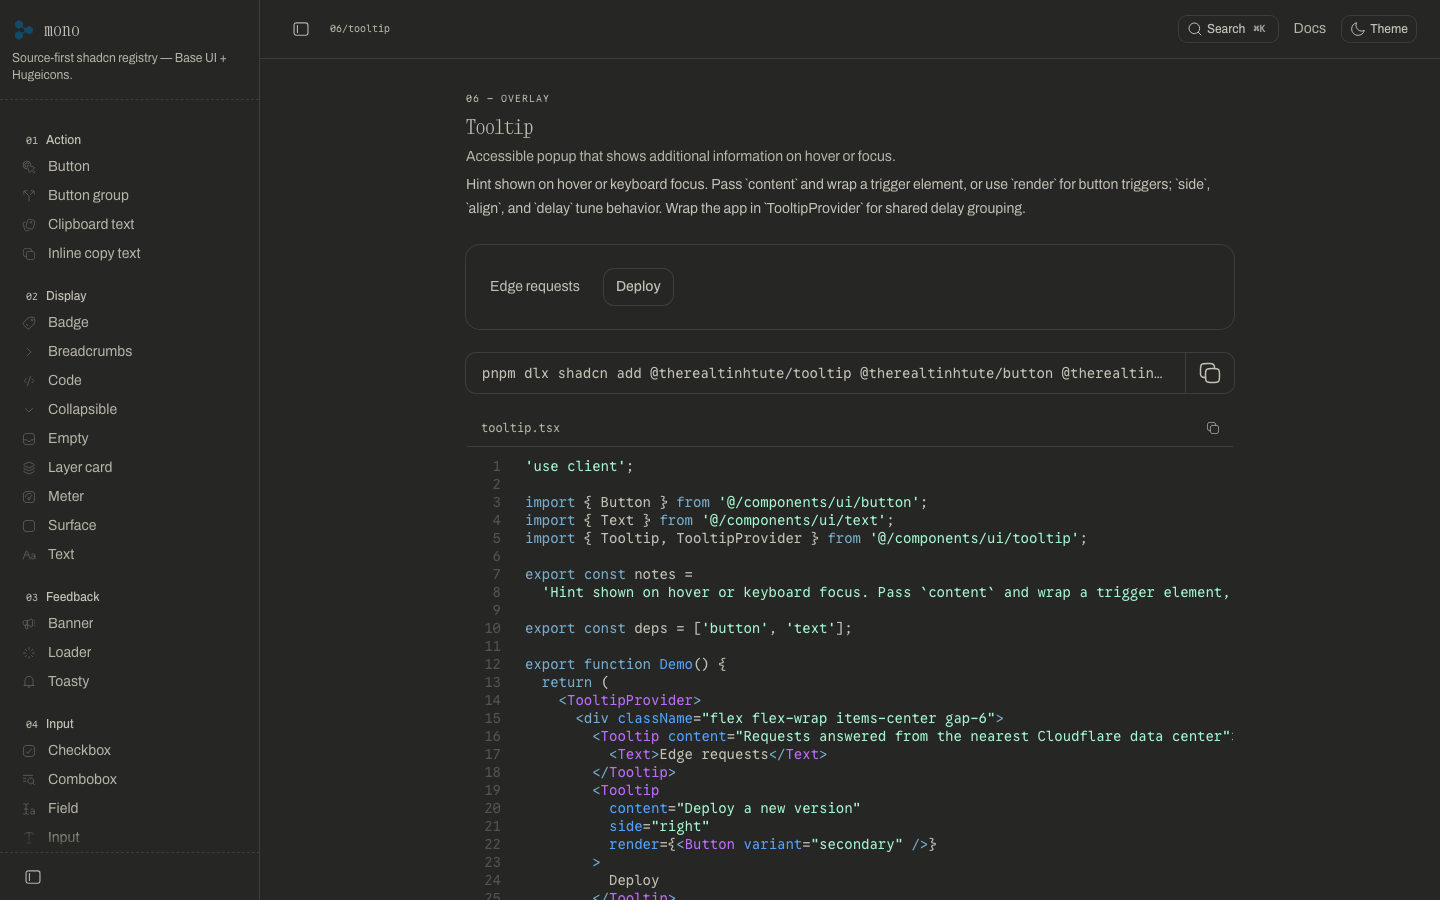 mono
Source-first shadcn registry — Base UI +
Hugeicons.
01 Action
Button
Button group
Clipboard text
Inline copy text
02 Display
Badge
Breadcrumbs
Code
Collapsible
Empty
Layer card
Meter
Surface
Text
03 Feedback
Banner
Loader
Toasty
04 Input
Checkbox
Combobox
Field
Input
06/tooltip
Search ⌘K
Docs
Theme
06 — OVERLAY
Tooltip
Accessible popup that shows additional information on hover or focus.
Hint shown on hover or keyboard focus. Pass `content` and wrap a trigger element, or use `render` for button triggers; `side`,
`align`, and `delay` tune behavior. Wrap the app in `TooltipProvider` for shared delay grouping.
Edge requests
Deploy
pnpm dlx shadcn add @therealtinhtute/tooltip @therealtinhtute/button @therealtin…
tooltip.tsx
1 'use client';
2
3 import { Button } from '@/components/ui/button';
4 import { Text } from '@/components/ui/text';
5 import { Tooltip, TooltipProvider } from '@/components/ui/tooltip';
6
7 export const notes =
8 'Hint shown on hover or keyboard focus. Pass `content` and wrap a trigger element,
9
10 export const deps = ['button', 'text'];
11
12 export function Demo() {
13 return (
14 <TooltipProvider>
15 <div className="flex flex-wrap items-center gap-6">
16 <Tooltip content="Requests answered from the nearest Cloudflare data center"
17 <Text>Edge requests</Text>
18 </Tooltip>
19 <Tooltip
20 content="Deploy a new version"
21 side="right"
22 render={<Button variant="secondary" />}
23 >
24 Deploy
25 </Tooltip>